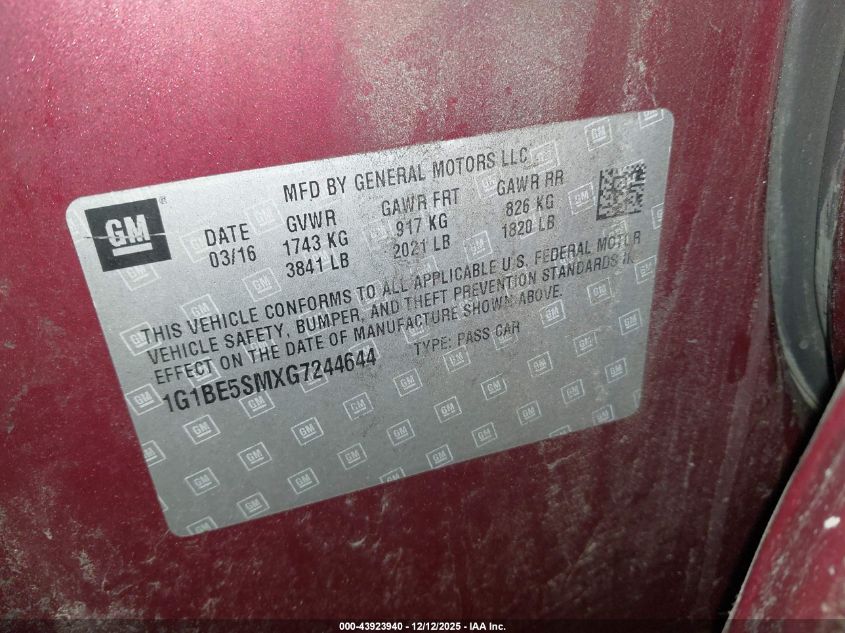 MFD BY GENERAL MOTORS LLC
GM
DATE GVWR GAWR FRT GAWR RR
03/16 1743 KG 917 KG 826 KG
3841 LB 2021 LB 1820 LB
THIS VEHICLE CONFORMS TO ALL APPLICABLE U.S. FEDERAL MOTOR
VEHICLE SAFETY, BUMPER, AND THEFT PREVENTION STANDARDS IN
EFFECT ON THE DATE OF MANUFACTURE SHOWN ABOVE.
1G1BE5SMXG7244644 TYPE: PASS CAR
000-43923940 - 12/12/2025 - IAA Inc.